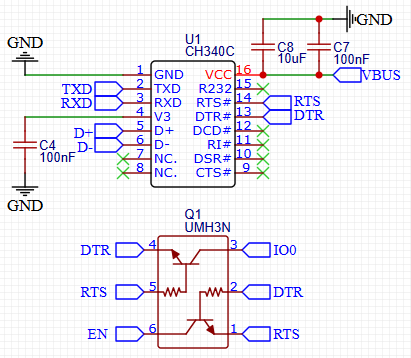 GND
U1
CH340C
C8
10uF
C7
100nF
GND
VBUS
1 GND
VCC 16
TXD 2 TXD
R232 15
RXD 3 RXD
RTS# 14 RTS
4 V3
DTR# 13 DTR
D+ 5 D+
DCD# 12
D- 6 D-
RI# 11
7 NC.
DSR# 10
8 NC.
CTS# 9
C4
100nF
GND
Q1
UMH3N
DTR 4
3 IO0
RTS 5
2 DTR
EN 6
1 RTS